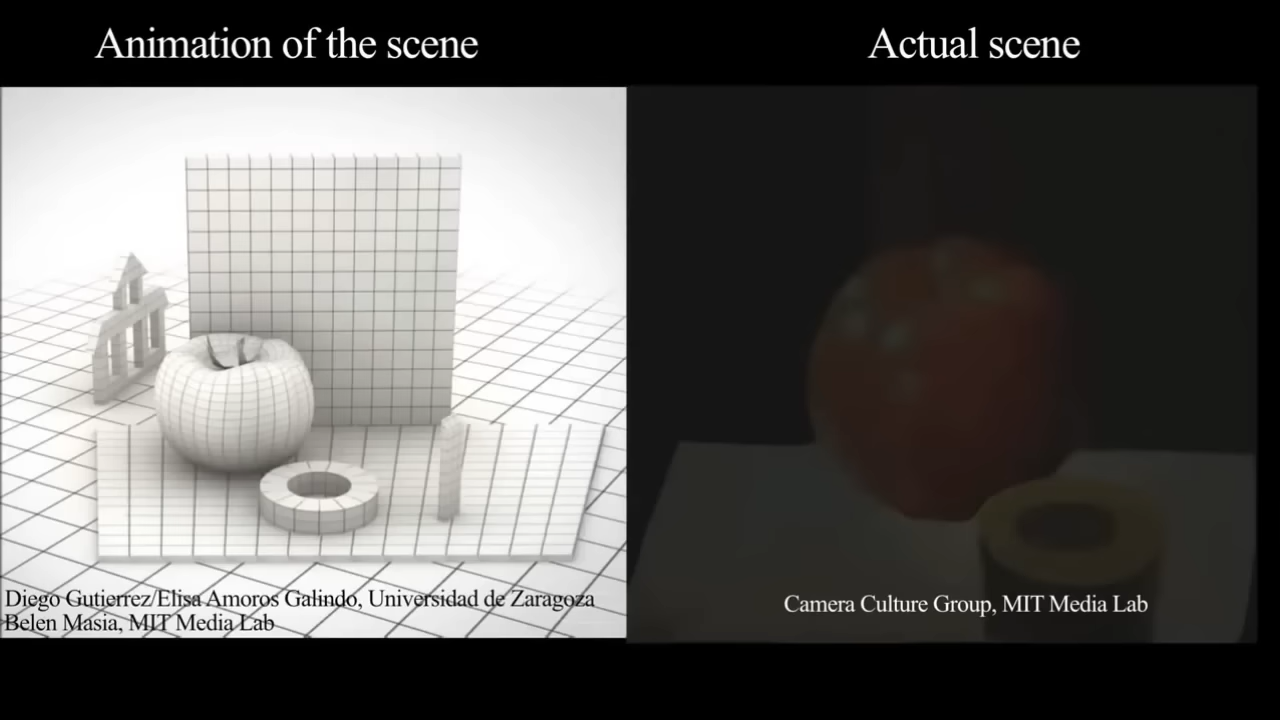 Animation of the scene
Actual scene
Diego Gutierrez/Elisa Amoros Galindo, Universidad de Zaragoza
Belen Masia, MIT Media Lab
Camera Culture Group, MIT Media Lab